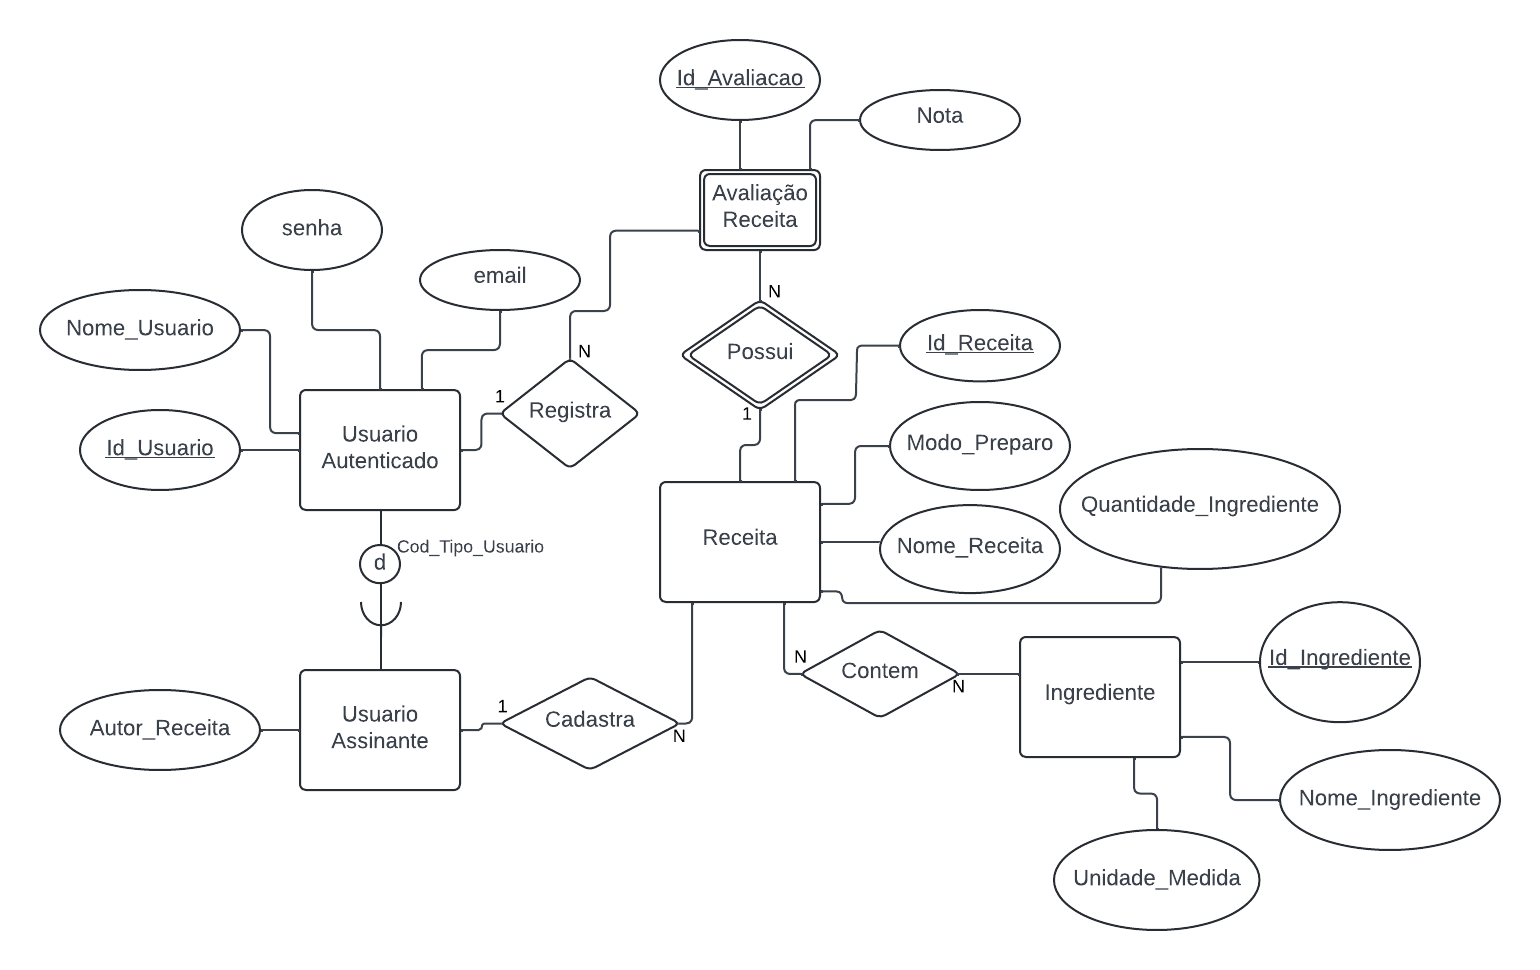 Id_Avaliacao
Nota
Avaliação
Receita
senha
email
Nome_Usuario
N
Possui
Id_Receita
N
1
Registra
1
Usuario
Autenticado
Id_Usuario
Modo_Preparo
Quantidade_Ingrediente
Receita
Nome_Receita
Cod_Tipo_Usuario
d
N
Contem
N
Id_Ingrediente
Ingrediente
Usuario
Assinante
Autor_Receita
1
Cadastra
N
Nome_Ingrediente
Unidade_Medida